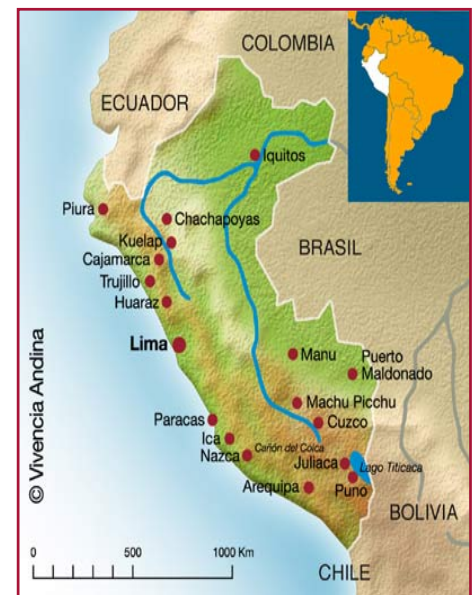 COLOMBIA
ECUADOR
Iquitos
Piura
Chachapoyas
Kuelap
BRASIL
Cajamarca
Trujillo
Huaraz
Lima
Manu
Puerto
Maldonado
Machu Picchu
Paracas
Cuzco
Ica
Nazca
Cañón del Colca
Juliaca
Lago Titicaca
Arequipa
Puno
BOLIVIA
CHILE
0 500 1000 Km
© Vivencia Andina